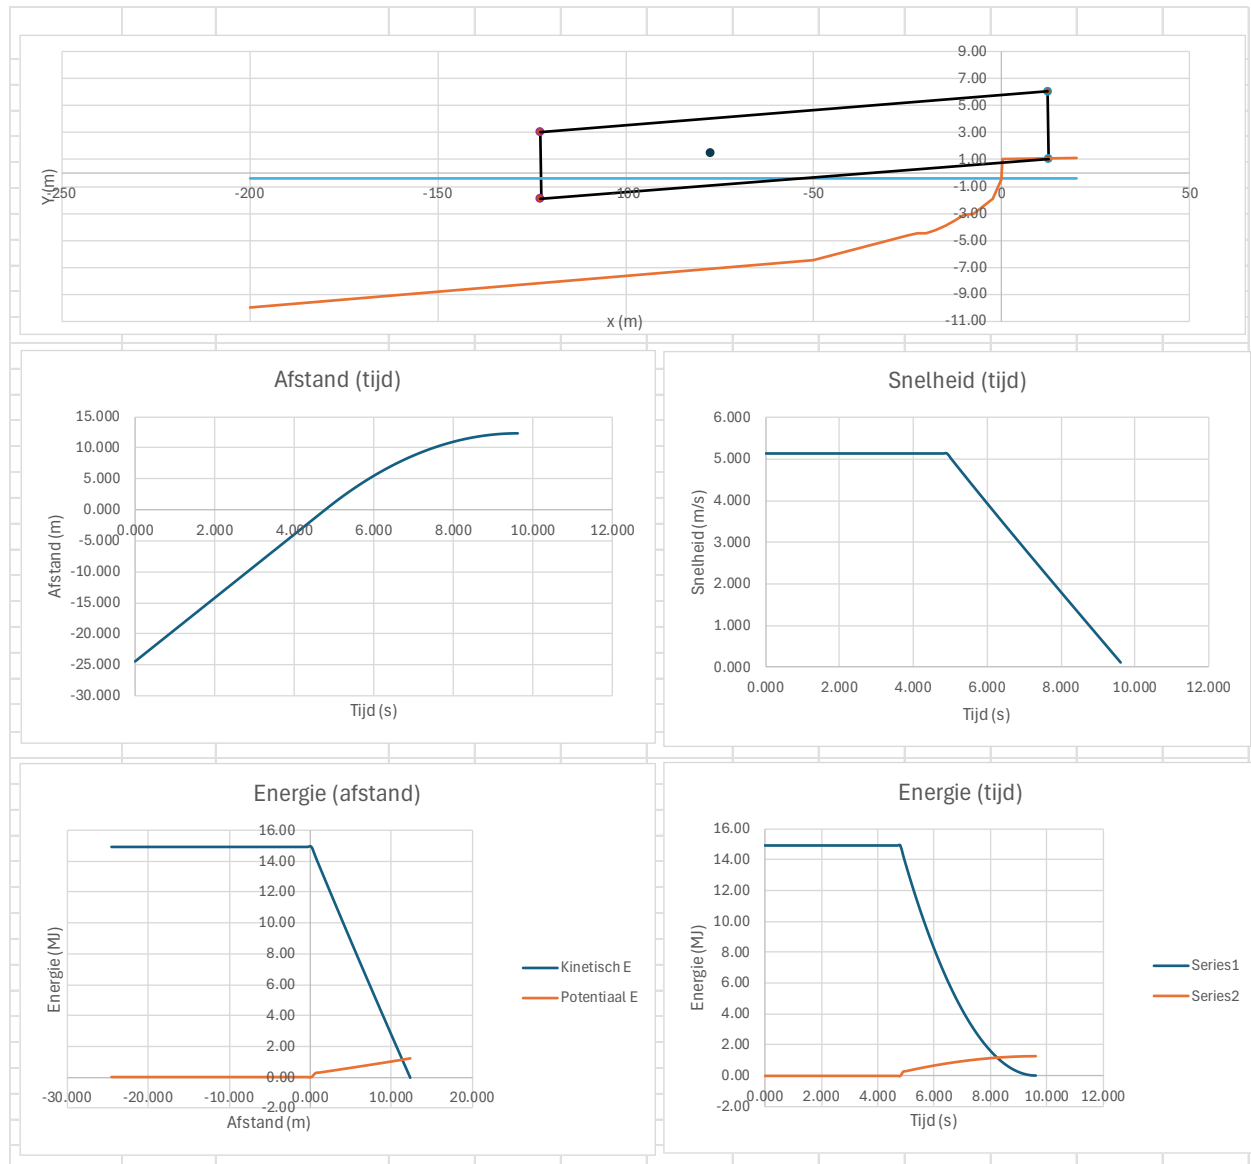 9.00
7.00
5.00
3.00
1.00
-1.00
-3.00
-5.00
-7.00
-9.00
-11.00
-250 -200 -150 -100 -50 0 50
Y (m)
x (m)
Afstand (tijd)
15.000
10.000
5.000
0.000
-5.000
-10.000
-15.000
-20.000
-25.000
-30.000
0.000 2.000 4.000 6.000 8.000 10.000 12.000
Afstand (m)
Tijd (s)
Snelheid (tijd)
6.000
5.000
4.000
3.000
2.000
1.000
0.000
0.000 2.000 4.000 6.000 8.000 10.000 12.000
Snelheid (m/s)
Tijd (s)
Energie (afstand)
16.00
14.00
12.00
10.00
8.00
6.00
4.00
2.00
0.00
-2.00
-30.000 -20.000 -10.000 0.000 10.000 20.000
Energie (MJ)
Afstand (m)
Kinetisch E
Potentiaal E
Energie (tijd)
16.00
14.00
12.00
10.00
8.00
6.00
4.00
2.00
0.00
-2.00
0.000 2.000 4.000 6.000 8.000 10.000 12.000
Energie (MJ)
Tijd (s)
Series1
Series2